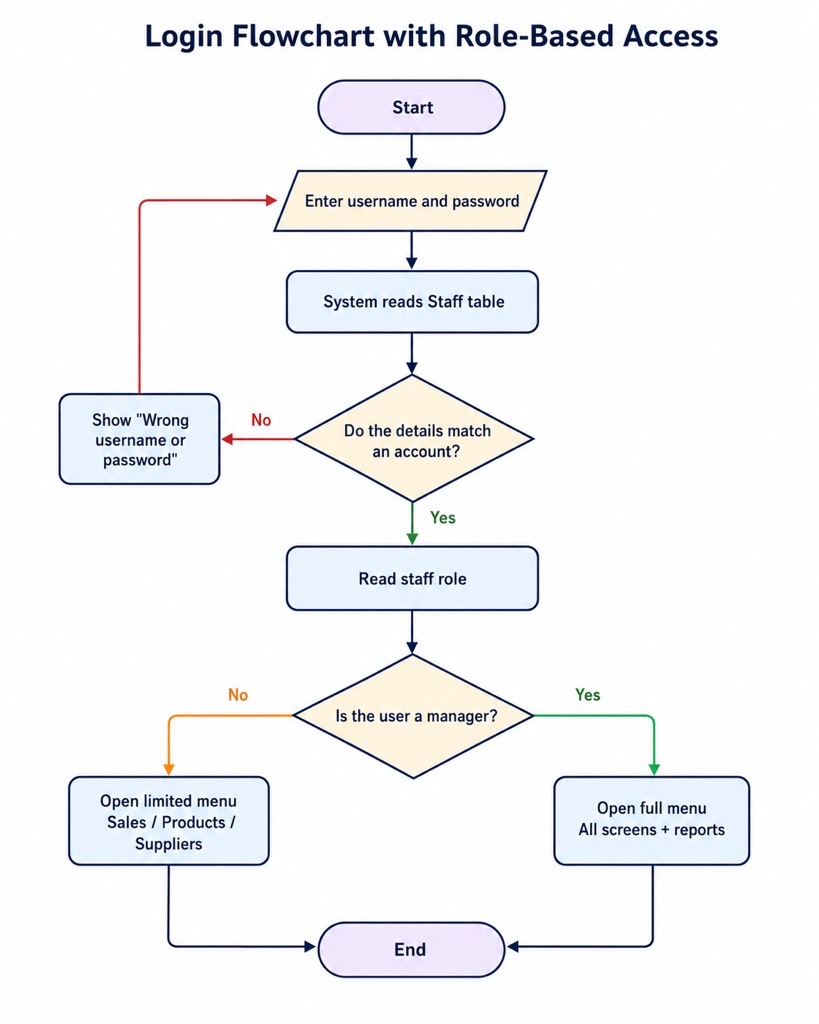 Login Flowchart with Role-Based Access
Start
Enter username and password
System reads Staff table
Do the details match
an account?
No
Show "Wrong
username or
password"
Yes
Read staff role
Is the user a manager?
No
Yes
Open limited menu
Sales / Products /
Suppliers
Open full menu
All screens + reports
End